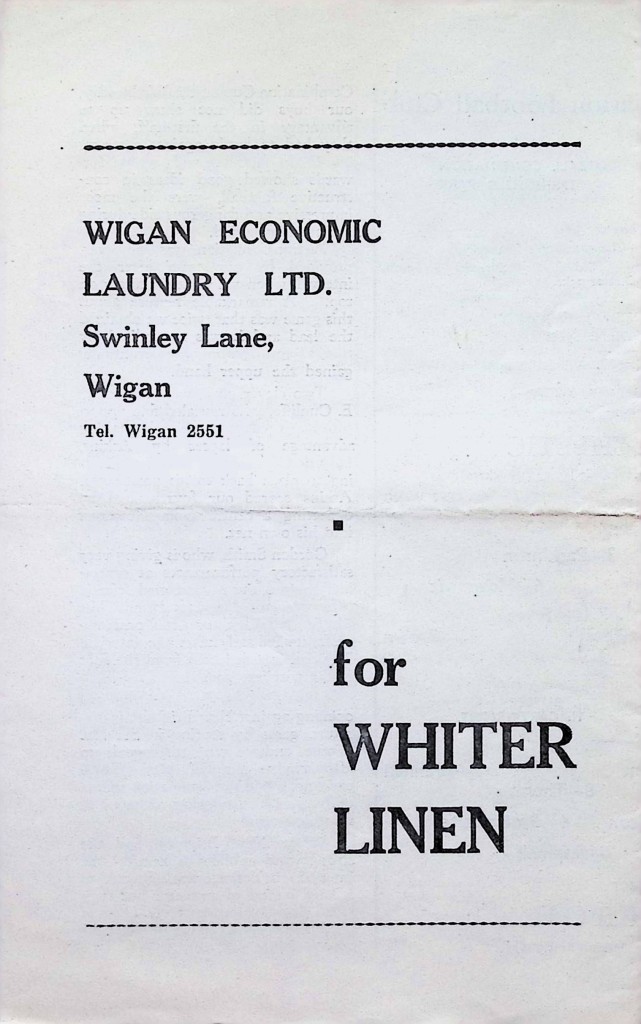 WIGAN ECONOMIC
LAUNDRY LTD.
Swinley Lane,
Wigan
Tel. Wigan 2551
for
WHITER
LINEN